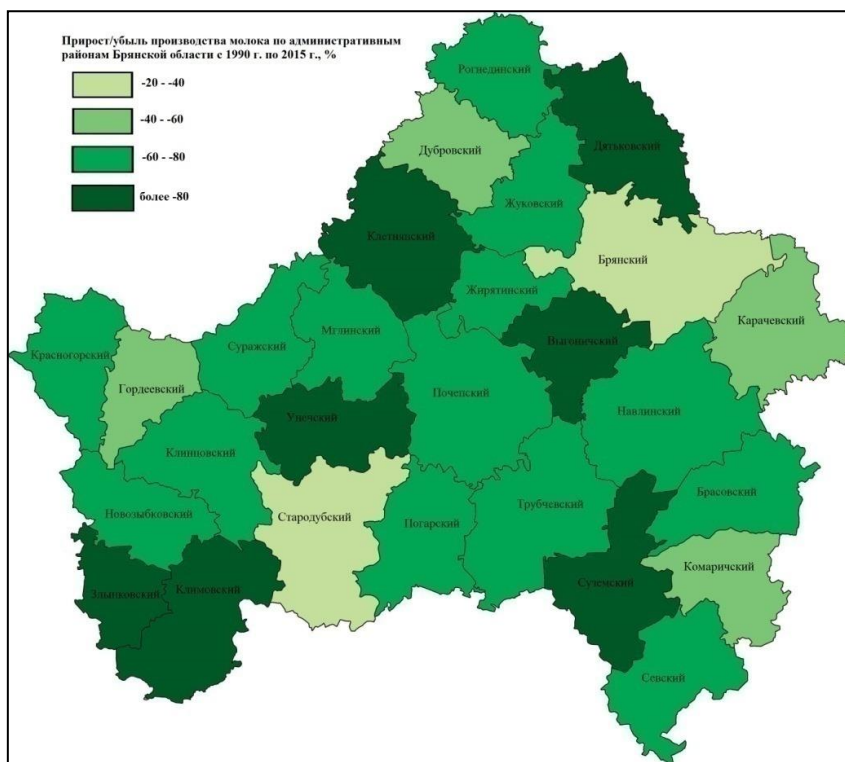 Прирост/убыль производства молока по административным
районам Брянской области с 1990 г. по 2015 г., %
-20 - -40
-40 - -60
-60 - -80
более -80
Рогнединский
Дятьковский
Дубровский
Жуковский
Клетнянский
Брянский
Жирятинский
Карачевский
Мглинский
Суражский
Выгоничский
Красногорский
Гордеевский
Почепский
Навлинский
Унечский
Клинцовский
Брасовский
Трубчевский
Новозыбковский
Стародубский
Погарский
Комаричский
Злынковский
Климовский
Суземский
Севский